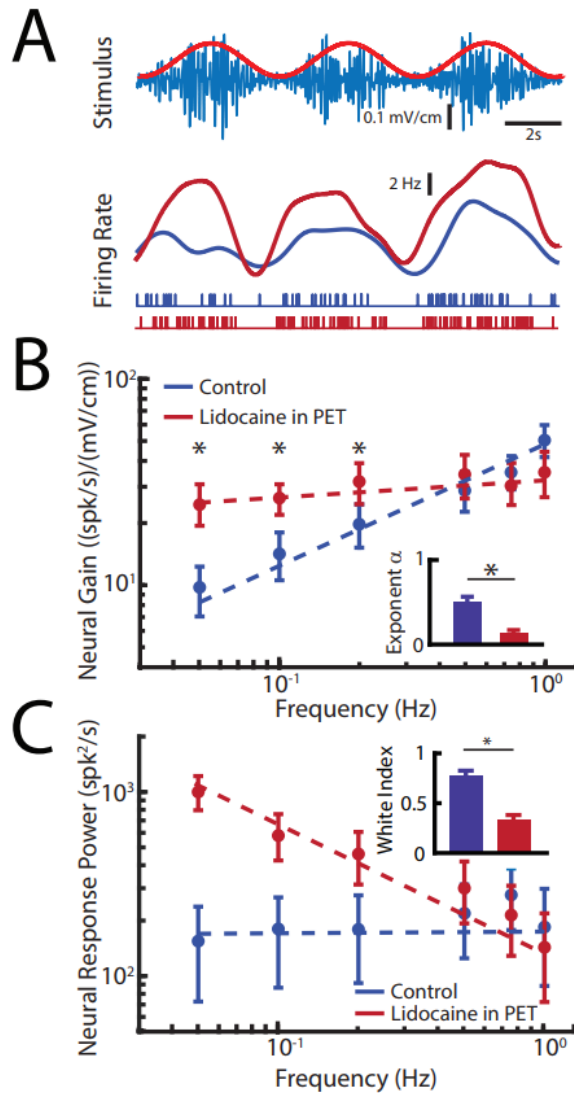 A
Stimulus
0.1 mV/cm
2s
2 Hz
Firing Rate
B
Neural Gain ((spk/s)/(mV/cm))
10²
10¹
Control
Lidocaine in PET
*
*
*
Exponent α
1
0
*
10⁻¹
10⁰
Frequency (Hz)
C
Neural Response Power (spk²/s)
10³
10²
White Index
1
0.5
0
*
Control
Lidocaine in PET
10⁻¹
10⁰
Frequency (Hz)